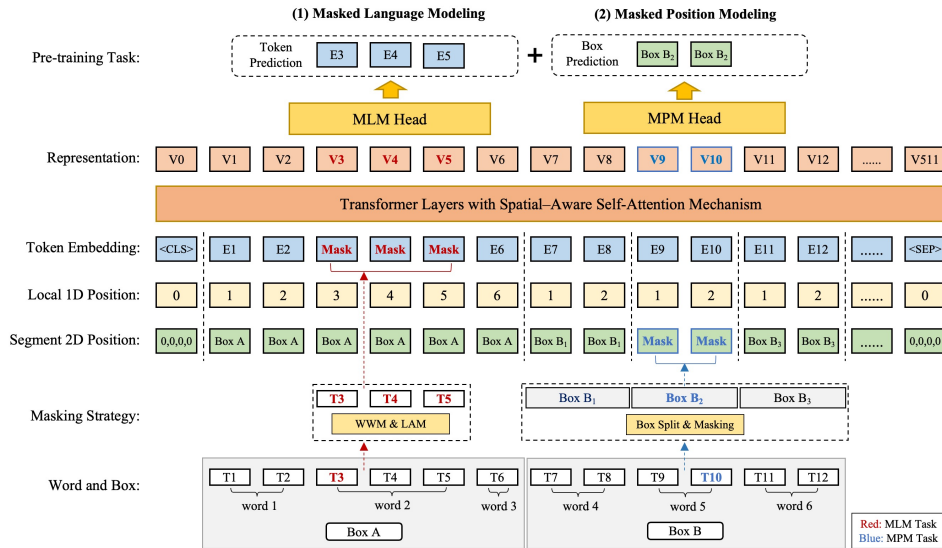 (1) Masked Language Modeling (2) Masked Position Modeling
Pre-training Task: Token Prediction E3 E4 E5 + Box Prediction Box B₂ Box B₂
MLM Head MPM Head
Representation: V0 V1 V2 V3 V4 V5 V6 V7 V8 V9 V10 V11 V12 ...... V511
Transformer Layers with Spatial–Aware Self-Attention Mechanism
Token Embedding: <CLS> E1 E2 Mask Mask Mask E6 E7 E8 E9 E10 E11 E12 ...... <SEP>
Local 1D Position: 0 1 2 3 4 5 6 1 2 1 2 1 2 ...... 0
Segment 2D Position: 0,0,0,0 Box A Box A Box A Box A Box A Box A Box B₁ Box B₁ Mask Mask Box B₃ Box B₃ ...... 0,0,0,0
Masking Strategy: T3 T4 T5 Box B₁ Box B₂ Box B₃
WWM & LAM Box Split & Masking
Word and Box: T1 T2 T3 T4 T5 T6 T7 T8 T9 T10 T11 T12
word 1 word 2 word 3 word 4 word 5 word 6
Box A Box B
Red: MLM Task
Blue: MPM Task